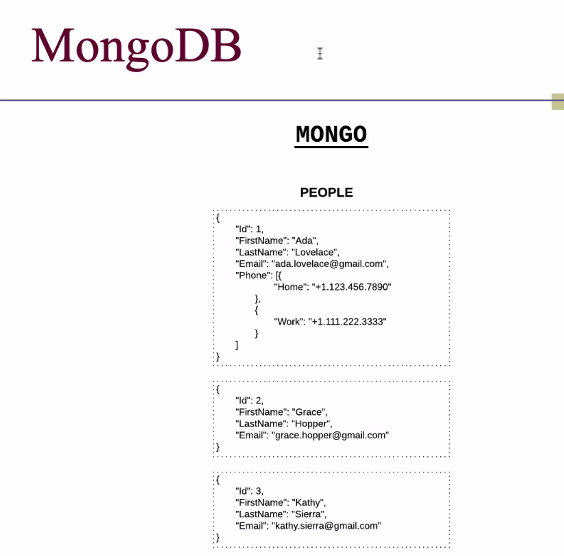 MongoDB
MONGO
PEOPLE
{
"Id": 1,
"FirstName": "Ada",
"LastName": "Lovelace",
"Email": "ada.lovelace@gmail.com",
"Phone": [{
"Home": "+1.123.456.7890"
},
{
"Work": "+1.111.222.3333"
}
]
}
{
"Id": 2,
"FirstName": "Grace",
"LastName": "Hopper",
"Email": "grace.hopper@gmail.com"
}
{
"Id": 3,
"FirstName": "Kathy",
"LastName": "Sierra",
"Email": "kathy.sierra@gmail.com"
}